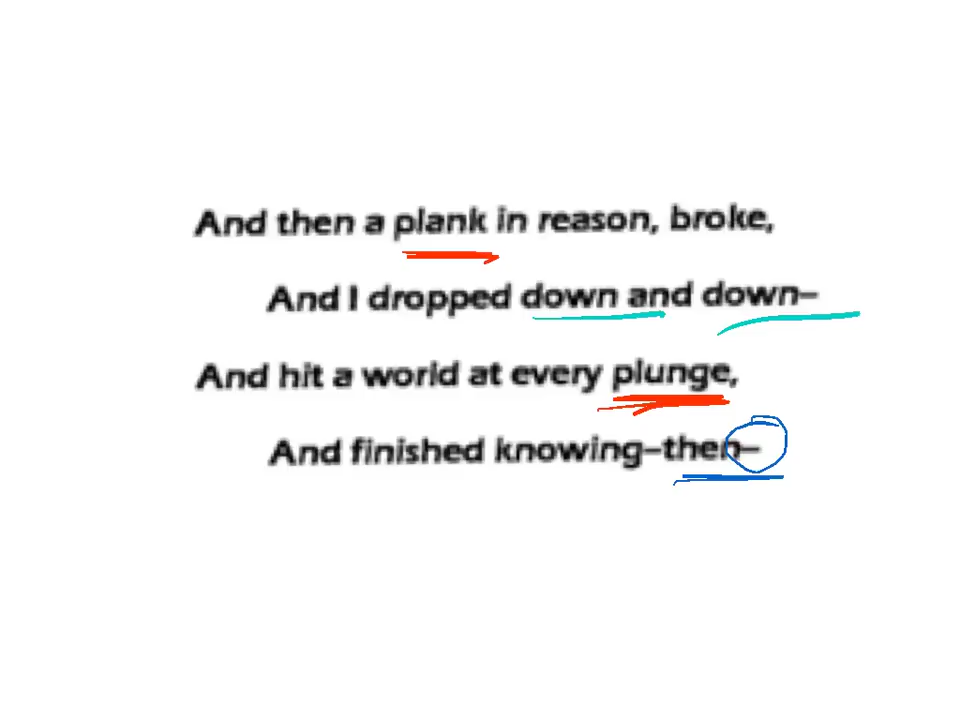 And then a plank in reason, broke,
And I dropped down and down–
And hit a world at every plunge,
And finished knowing–then–